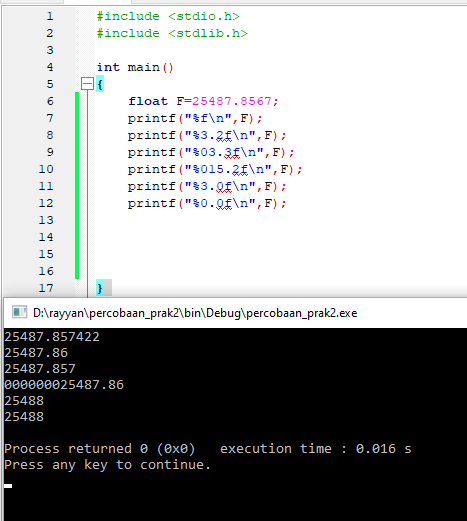 1 #include <stdio.h>
2 #include <stdlib.h>
3
4 int main()
5 {
6 float F=25487.8567;
7 printf("%f\n",F);
8 printf("%3.2f\n",F);
9 printf("%03.3f\n",F);
10 printf("%015.2f\n",F);
11 printf("%3.0f\n",F);
12 printf("%0.0f\n",F);
13
14
15
16
17 }
D:\rayyan\percobaan_prak2\bin\Debug\percobaan_prak2.exe
25487.857422
25487.86
25487.857
000000025487.86
25488
25488
Process returned 0 (0x0)   execution time : 0.016 s
Press any key to continue.